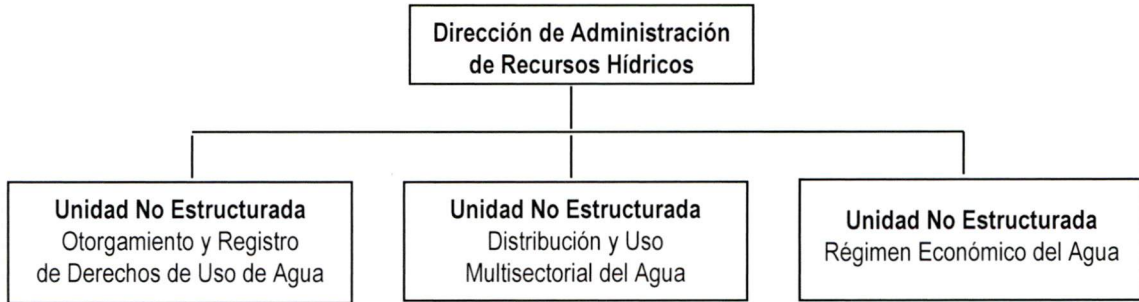 Dirección de Administración
de Recursos Hídricos
Unidad No Estructurada
Otorgamiento y Registro
de Derechos de Uso de Agua
Unidad No Estructurada
Distribución y Uso
Multisectorial del Agua
Unidad No Estructurada
Régimen Económico del Agua